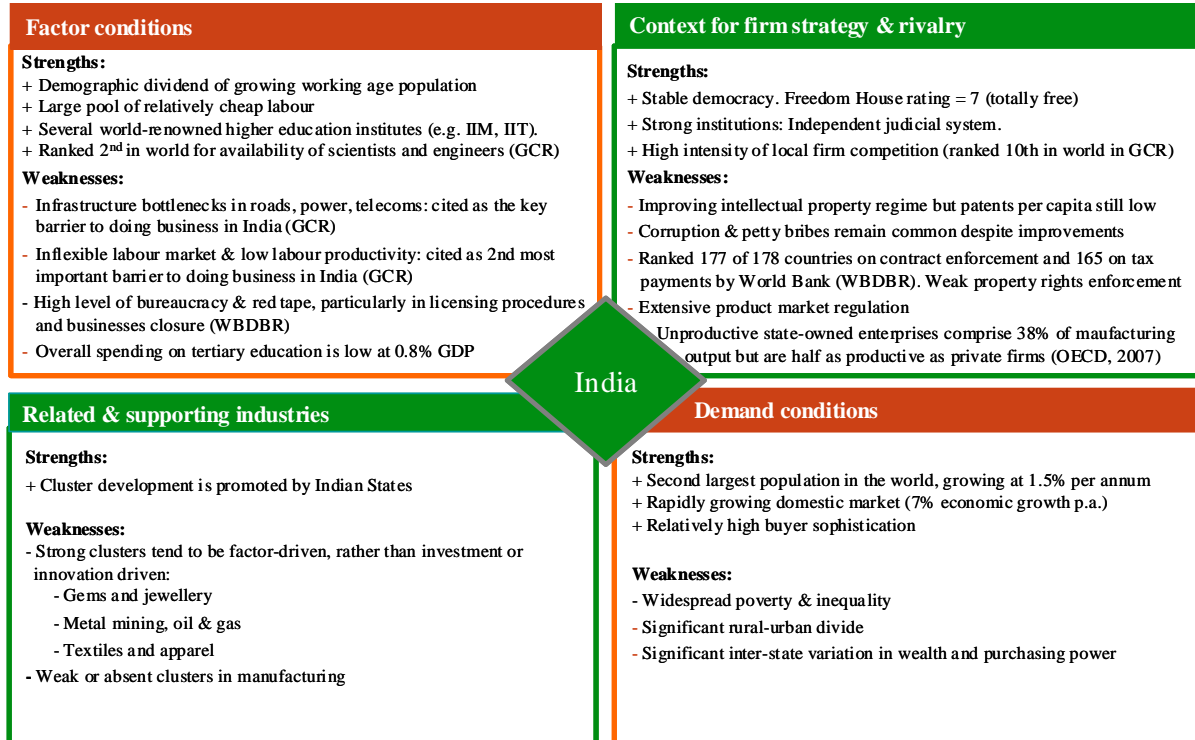 Factor conditions
Strengths:
+ Demographic dividend of growing working age population
+ Large pool of relatively cheap labour
+ Several world-renowned higher education institutes (e.g. IIM, IIT).
+ Ranked 2nd in world for availability of scientists and engineers (GCR)
Weaknesses:
- Infrastructure bottlenecks in roads, power, telecoms: cited as the key
barrier to doing business in India (GCR)
- Inflexible labour market & low labour productivity: cited as 2nd most
important barrier to doing business in India (GCR)
- High level of bureaucracy & red tape, particularly in licensing procedures
and businesses closure (WBDBR)
- Overall spending on tertiary education is low at 0.8% GDP
Context for firm strategy & rivalry
Strengths:
+ Stable democracy. Freedom House rating = 7 (totally free)
+ Strong institutions: Independent judicial system.
+ High intensity of local firm competition (ranked 10th in world in GCR)
Weaknesses:
- Improving intellectual property regime but patents per capita still low
- Corruption & petty bribes remain common despite improvements
- Ranked 177 of 178 countries on contract enforcement and 165 on tax
payments by World Bank (WBDBR). Weak property rights enforcement
- Extensive product market regulation
Unproductive state-owned enterprises comprise 38% of maufacturing
output but are half as productive as private firms (OECD, 2007)
India
Related & supporting industries
Strengths:
+ Cluster development is promoted by Indian States
Weaknesses:
- Strong clusters tend to be factor-driven, rather than investment or
innovation driven:
- Gems and jewellery
- Metal mining, oil & gas
- Textiles and apparel
- Weak or absent clusters in manufacturing
Demand conditions
Strengths:
+ Second largest population in the world, growing at 1.5% per annum
+ Rapidly growing domestic market (7% economic growth p.a.)
+ Relatively high buyer sophistication
Weaknesses:
- Widespread poverty & inequality
- Significant rural-urban divide
- Significant inter-state variation in wealth and purchasing power